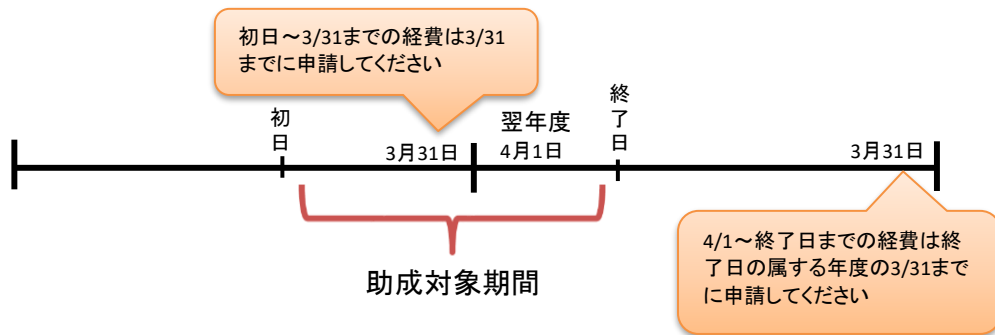 初日～3/31までの経費は3/31
までに申請してください
初日
3月31日
翌年度
4月1日
終了日
3月31日
助成対象期間
4/1～終了日までの経費は終
了日の属する年度の3/31まで
に申請してください